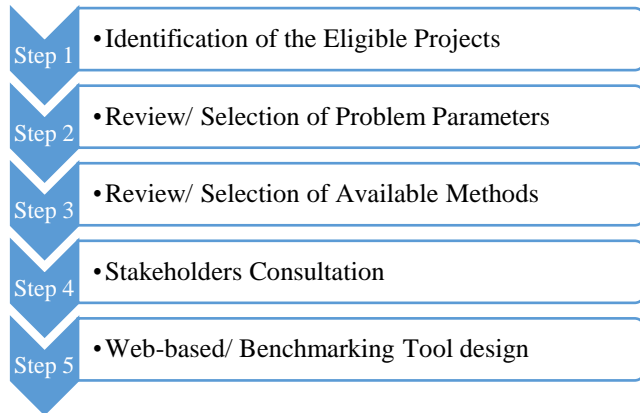 Step 1
•Identification of the Eligible Projects
Step 2
•Review/ Selection of Problem Parameters
Step 3
•Review/ Selection of Available Methods
Step 4
•Stakeholders Consultation
Step 5
•Web-based/ Benchmarking Tool design